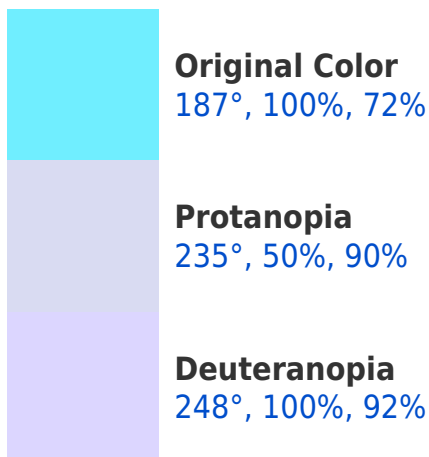 Original Color
187°, 100%, 72%
Protanopia
235°, 50%, 90%
Deuteranopia
248°, 100%, 92%